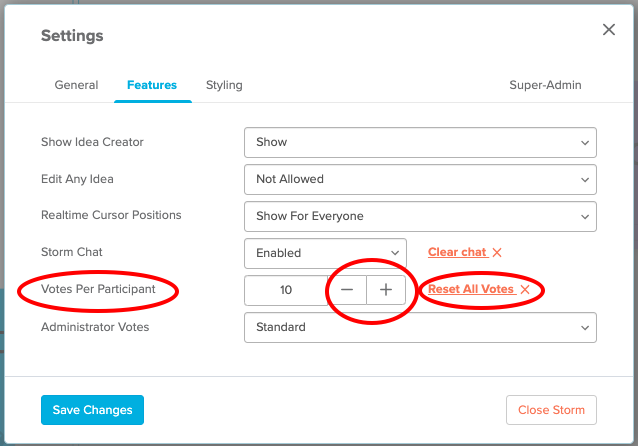 Settings
General Features Styling Super-Admin
Show Idea Creator Show
Edit Any Idea Not Allowed
Realtime Cursor Positions Show For Everyone
Storm Chat Enabled Clear chat ×
Votes Per Participant 10 − + Reset All Votes ×
Administrator Votes Standard
Save Changes Close Storm